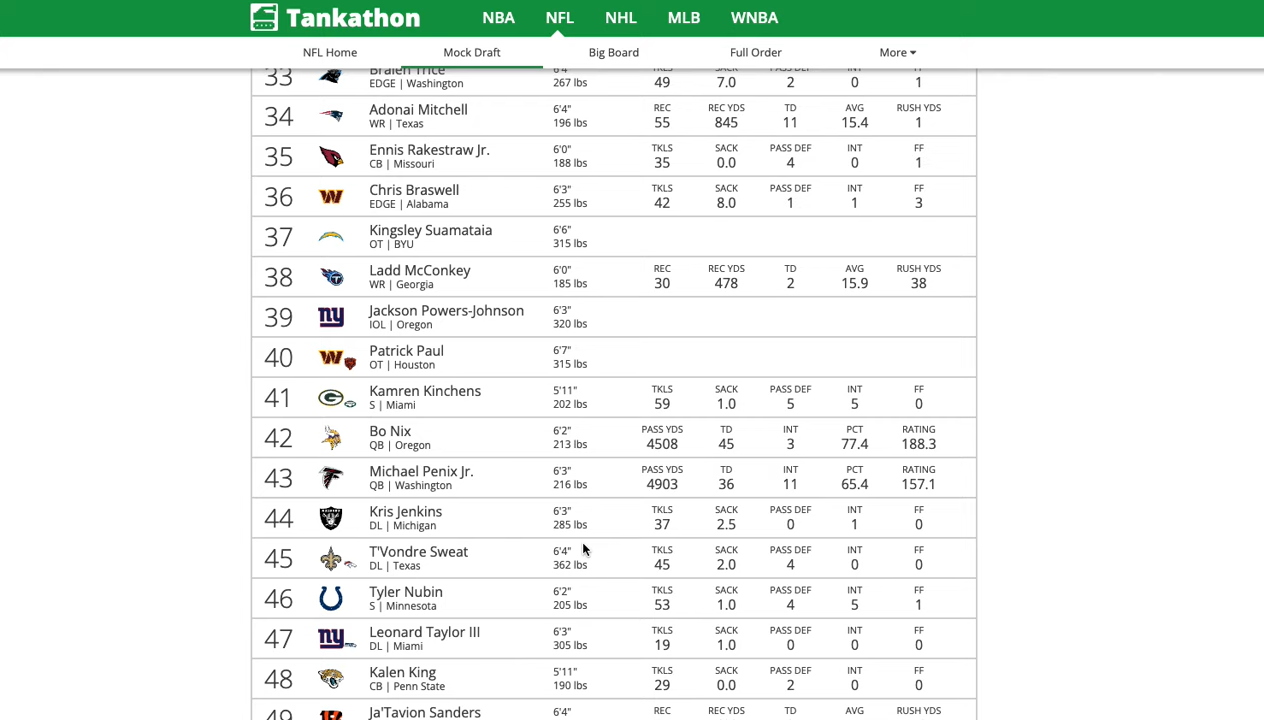 Tankathon NBA NFL NHL MLB WNBA
NFL Home Mock Draft Big Board Full Order More
33 Bralen Trice 6'4" TKLS SACK PASS DEF INT FF
EDGE | Washington 267 lbs 49 7.0 2 0 1
34 Adonai Mitchell 6'4" REC REC YDS TD AVG RUSH YDS
WR | Texas 196 lbs 55 845 11 15.4 1
35 Ennis Rakestraw Jr. 6'0" TKLS SACK PASS DEF INT FF
CB | Missouri 188 lbs 35 0.0 4 0 1
36 Chris Braswell 6'3" TKLS SACK PASS DEF INT FF
EDGE | Alabama 255 lbs 42 8.0 1 1 3
37 Kingsley Suamataia 6'6"
OT | BYU 315 lbs
38 Ladd McConkey 6'0" REC REC YDS TD AVG RUSH YDS
WR | Georgia 185 lbs 30 478 2 15.9 38
39 ny Jackson Powers-Johnson 6'3"
IOL | Oregon 320 lbs
40 Patrick Paul 6'7"
OT | Houston 315 lbs
41 Kamren Kinchens 5'11" TKLS SACK PASS DEF INT FF
S | Miami 202 lbs 59 1.0 5 5 0
42 Bo Nix 6'2" PASS YDS TD INT PCT RATING
QB | Oregon 213 lbs 4508 45 3 77.4 188.3
43 Michael Penix Jr. 6'3" PASS YDS TD INT PCT RATING
QB | Washington 216 lbs 4903 36 11 65.4 157.1
44 Kris Jenkins 6'3" TKLS SACK PASS DEF INT FF
DL | Michigan 285 lbs 37 2.5 0 1 0
45 T'Vondre Sweat 6'4" TKLS SACK PASS DEF INT FF
DL | Texas 362 lbs 45 2.0 4 0 0
46 Tyler Nubin 6'2" TKLS SACK PASS DEF INT FF
S | Minnesota 205 lbs 53 1.0 4 5 1
47 ny Leonard Taylor III 6'3" TKLS SACK PASS DEF INT FF
DL | Miami 305 lbs 19 1.0 0 0 0
48 Kalen King 5'11" TKLS SACK PASS DEF INT FF
CB | Penn State 190 lbs 29 0.0 2 0 0
49 Ja'Tavion Sanders 6'4" REC REC YDS TD AVG RUSH YDS